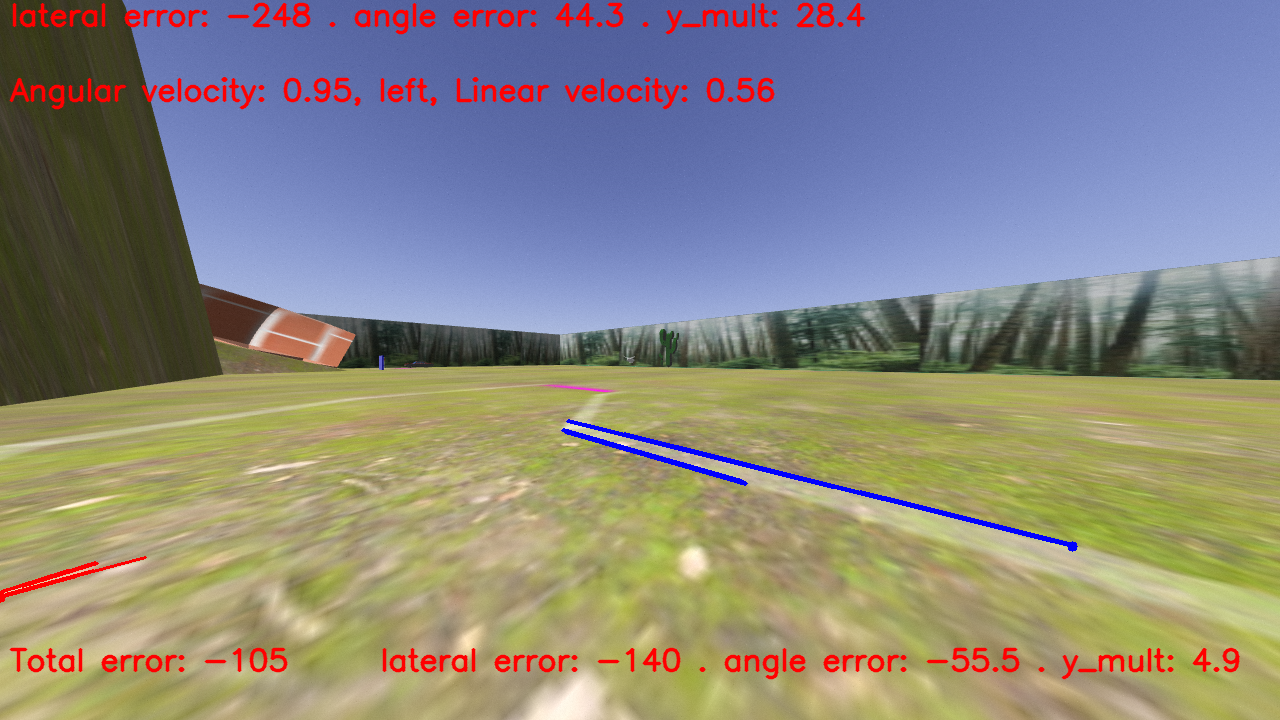 lateral error: -248 . angle error: 44.3 . y_mult: 28.4
Angular velocity: 0.95, left, Linear velocity: 0.56
Total error: -105 lateral error: -140 . angle error: -55.5 . y_mult: 4.9